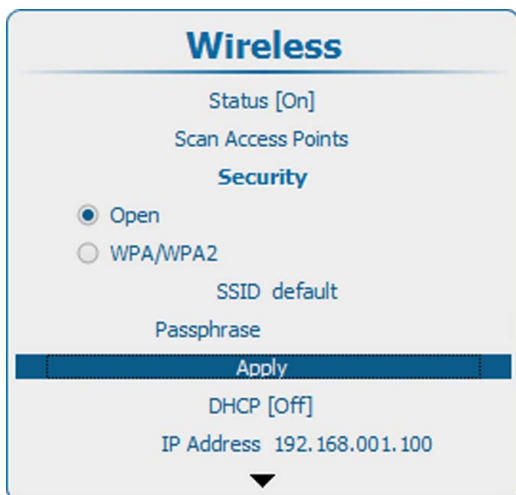 Wireless
Status [On]
Scan Access Points
Security
Open
WPA/WPA2
SSID default
Passphrase
Apply
DHCP [Off]
IP Address 192.168.001.100